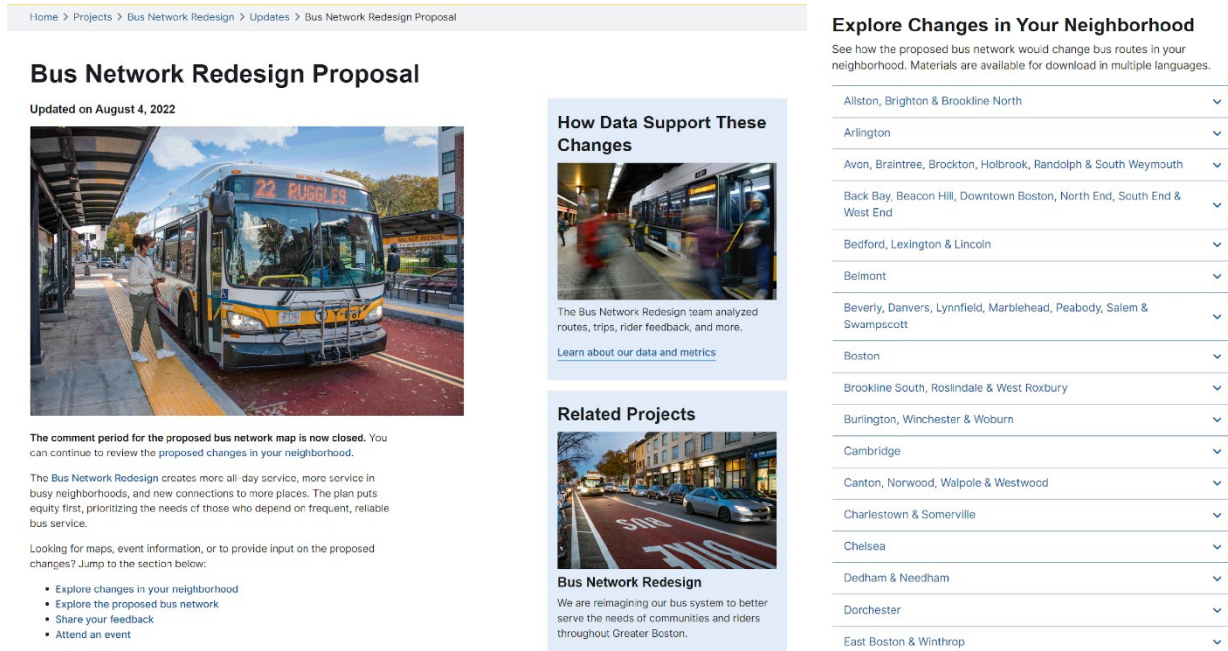 Home > Projects > Bus Network Redesign > Updates > Bus Network Redesign Proposal
Bus Network Redesign Proposal
Updated on August 4, 2022
22 RUGGLES
The comment period for the proposed bus network map is now closed. You
can continue to review the proposed changes in your neighborhood.
The Bus Network Redesign creates more all-day service, more service in
busy neighborhoods, and new connections to more places. The plan puts
equity first, prioritizing the needs of those who depend on frequent, reliable
bus service.
Looking for maps, event information, or to provide input on the proposed
changes? Jump to the section below:
• Explore changes in your neighborhood
• Explore the proposed bus network
• Share your feedback
• Attend an event
How Data Support These
Changes
The Bus Network Redesign team analyzed
routes, trips, rider feedback, and more.
Learn about our data and metrics
Related Projects
BUS
BIKE
Bus Network Redesign
We are reimagining our bus system to better
serve the needs of communities and riders
throughout Greater Boston.
Explore Changes in Your Neighborhood
See how the proposed bus network would change bus routes in your
neighborhood. Materials are available for download in multiple languages.
Allston, Brighton & Brookline North
Arlington
Avon, Braintree, Brockton, Holbrook, Randolph & South Weymouth
Back Bay, Beacon Hill, Downtown Boston, North End, South End &
West End
Bedford, Lexington & Lincoln
Belmont
Beverly, Danvers, Lynnfield, Marblehead, Peabody, Salem &
Swampscott
Boston
Brookline South, Roslindale & West Roxbury
Burlington, Winchester & Woburn
Cambridge
Canton, Norwood, Walpole & Westwood
Charlestown & Somerville
Chelsea
Dedham & Needham
Dorchester
East Boston & Winthrop